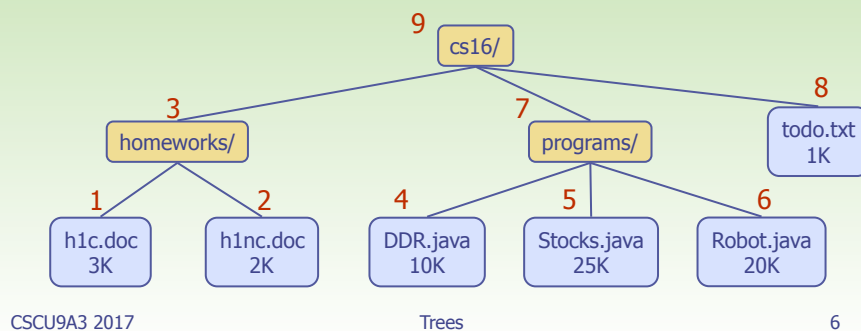 9
cs16/
3
7
8
homeworks/
programs/
todo.txt
1K
1
2
4
5
6
h1c.doc
3K
h1nc.doc
2K
DDR.java
10K
Stocks.java
25K
Robot.java
20K
CSCU9A3 2017
Trees
6